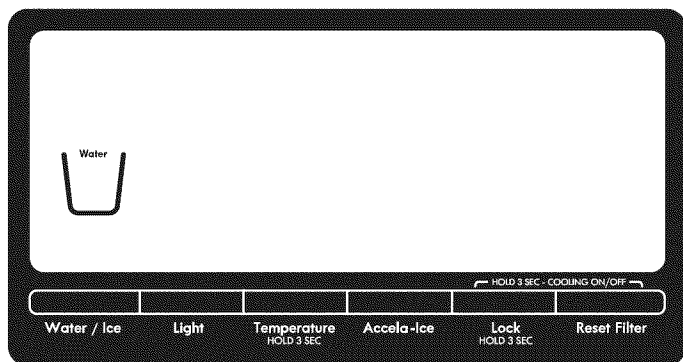 Water
HOLD 3 SEC - COOLING ON/OFF
Water / Ice Light Temperature Accela-Ice Lock Reset Filter
HOLD 3 SEC HOLD 3 SEC